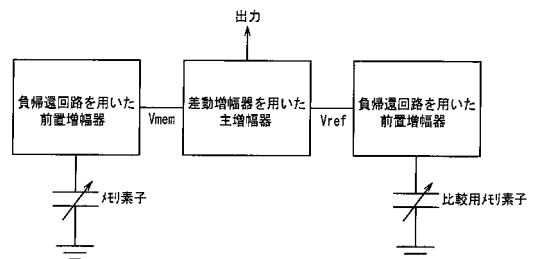 出力
負帰還回路を用いた
前置増幅器
Vmem
差動増幅器を用いた
主増幅器
Vref
負帰還回路を用いた
前置増幅器
ﾒﾓﾘ素子
比較用ﾒﾓﾘ素子